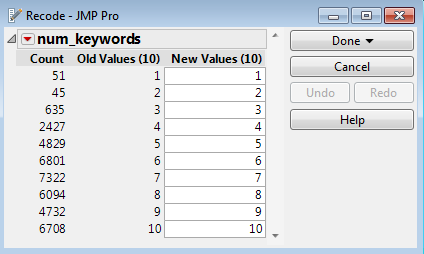 Recode - JMP Pro
num_keywords
Count Old Values (10) New Values (10)
51 1 1
45 2 2
635 3 3
2427 4 4
4829 5 5
6801 6 6
7322 7 7
6094 8 8
4732 9 9
6708 10 10
Done
Cancel
Undo Redo
Help